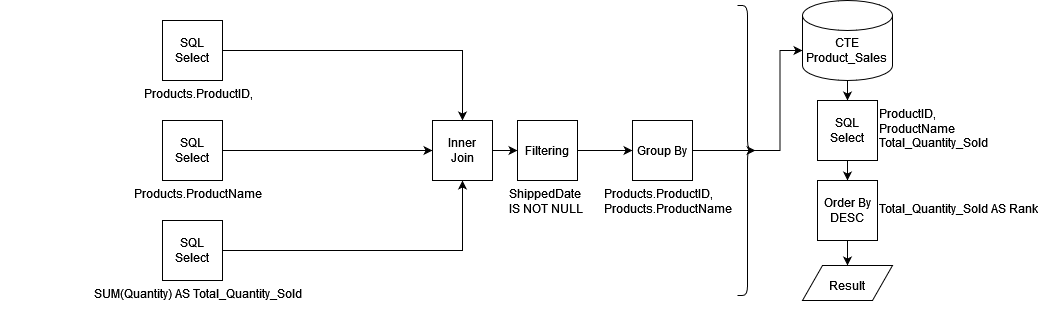 SQL
Select
Products.ProductID,
SQL
Select
Products.ProductName
SQL
Select
SUM(Quantity) AS Total_Quantity_Sold
Inner
Join
Filtering
ShippedDate
IS NOT NULL
Group By
Products.ProductID,
Products.ProductName
CTE
Product_Sales
SQL
Select
ProductID,
ProductName
Total_Quantity_Sold
Order By
DESC
Total_Quantity_Sold AS Rank
Result